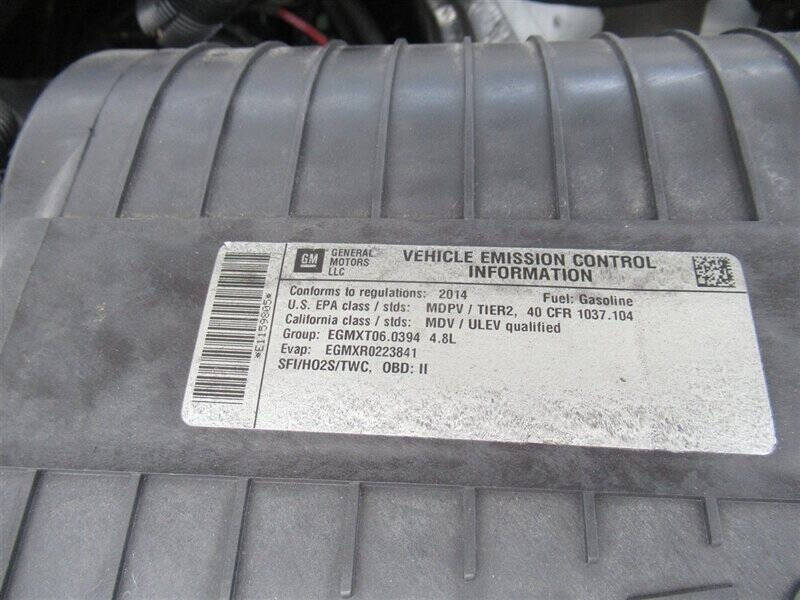 GM
GENERAL
MOTORS
LLC
VEHICLE EMISSION CONTROL
INFORMATION
Conforms to regulations: 2014 Fuel: Gasoline
U.S. EPA class / stds: MDPV / TIER2, 40 CFR 1037.104
California class / stds: MDV / ULEV qualified
Group: EGMXT06.0394 4.8L
Evap: EGMXR0223841
SFI/HO2S/TWC, OBD: II
*E1159805*